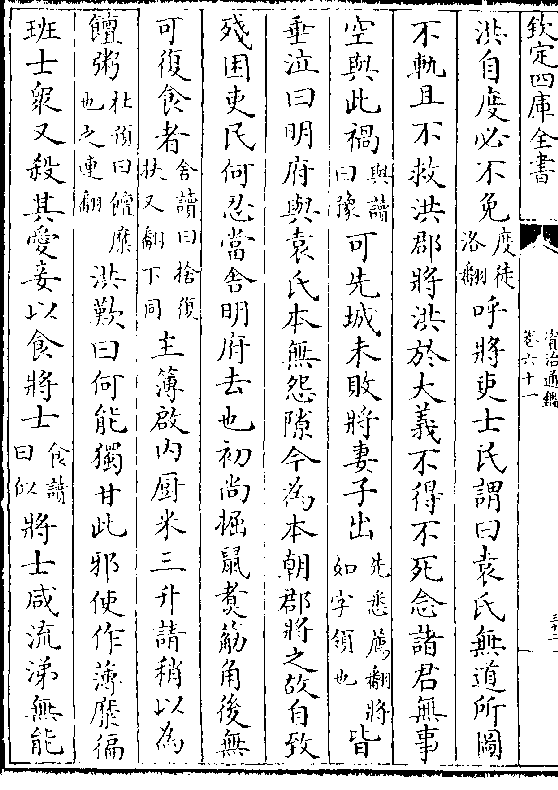 欽定四庫全書
資治通鑑
卷六十一
洪自度必不免度徒洛翻呼將吏士民謂曰袁氏無道所圖
不軌且不救洪郡將洪於大義不得不死念諸君無事
空與此禍與讀曰豫可先城未敗將妻子出先悉薦翻將如字領也皆
垂泣曰明府與袁氏本無怨隙今為本朝郡將之故自致
殘困吏民何忍當舍明府去也初尚掘鼠煑筋角後無
可復食者舍讀曰捨復扶又翻下同主簿啟内厨米三升請稍以為
饘粥杜預曰饘糜也之連翻洪歎曰何能獨甘此邪使作薄糜徧
班士衆又殺其愛妾以食將士食讀曰飤將士咸流涕無能